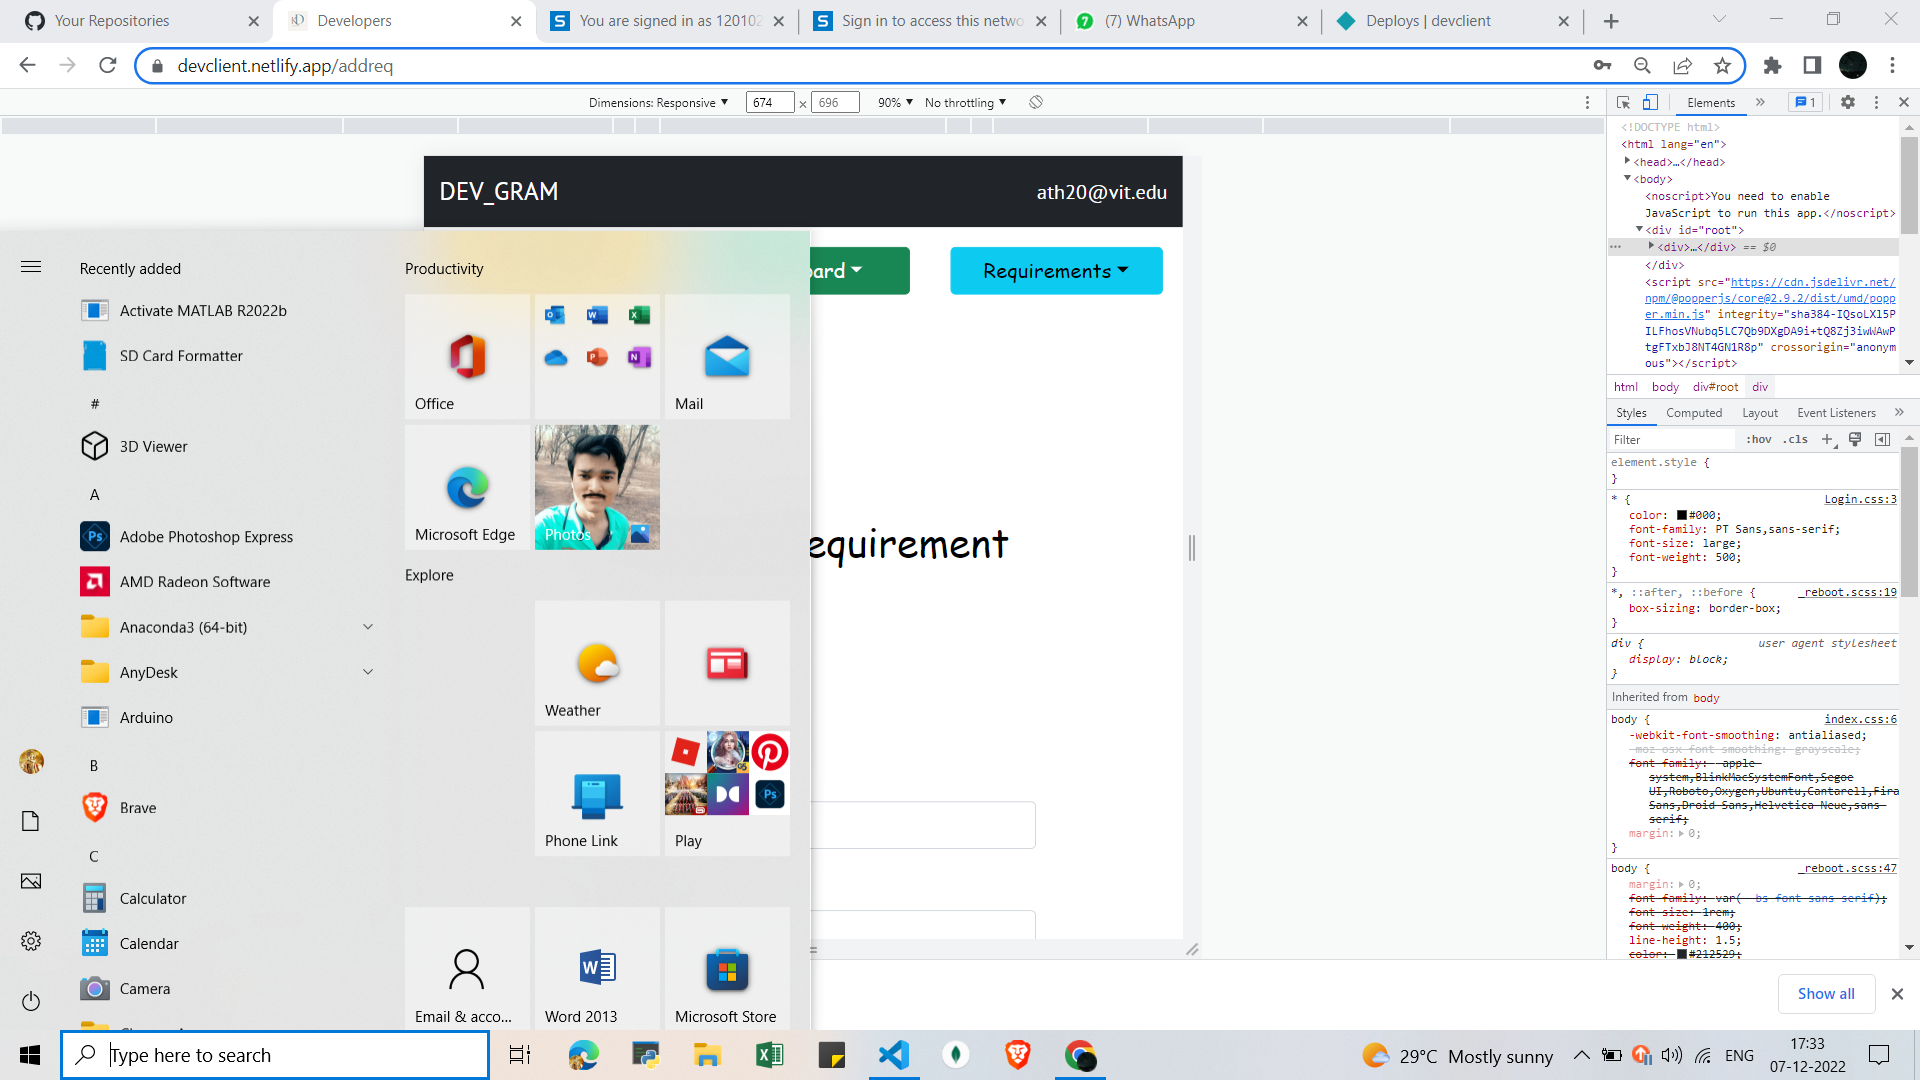 Your Repositories
Developers
You are signed in as 120102
Sign in to access this netwo
(7) WhatsApp
Deploys | devclient
devclient.netlify.app/addreq
Dimensions: Responsive
674 x 696
90%
No throttling
Elements
1
DEV_GRAM
ath20@vit.edu
oard
Requirements
equirement
Recently added
Activate MATLAB R2022b
SD Card Formatter
#
3D Viewer
A
Adobe Photoshop Express
AMD Radeon Software
Anaconda3 (64-bit)
AnyDesk
Arduino
B
Brave
C
Calculator
Calendar
Camera
Productivity
Office
Mail
Microsoft Edge
Photos
Explore
Weather
Phone Link
Play
Email & acco...
Word 2013
Microsoft Store
<!DOCTYPE html>
<html lang="en">
<head>…</head>
<body>
<noscript>You need to enable
JavaScript to run this app.</noscript>
<div id="root">
<div>…</div> == $0
</div>
<script src="https://cdn.jsdelivr.net/
npm/@popperjs/core@2.9.2/dist/umd/popp
er.min.js" integrity="sha384-IQsoLXl5P
ILFhosVNubq5LC7Qb9DXgDA9i+tQ8Zj3iwWAwP
tgFTxbJ8NT4GN1R8p" crossorigin="anonym
ous"></script>
html body div#root div
Styles Computed Layout Event Listeners
Filter
:hov .cls
element.style {
}
* {
Login.css:3
color: #000;
font-family: PT Sans,sans-serif;
font-size: large;
font-weight: 500;
}
*, ::after, ::before {
_reboot.scss:19
box-sizing: border-box;
}
div {
user agent stylesheet
display: block;
}
Inherited from body
body {
index.css:6
-webkit-font-smoothing: antialiased;
-moz-osx-font-smoothing: grayscale;
font-family: -apple-
system,BlinkMacSystemFont,Segoe
UI,Roboto,Oxygen,Ubuntu,Cantarell,Fira
Sans,Droid Sans,Helvetica Neue,sans-
serif;
margin: 0;
}
body {
_reboot.scss:47
margin: 0;
font-family: var(--bs-font-sans-serif);
font-size: 1rem;
font-weight: 400;
line-height: 1.5;
color: #212529;
Show all
Type here to search
29°C Mostly sunny
ENG
17:33
07-12-2022